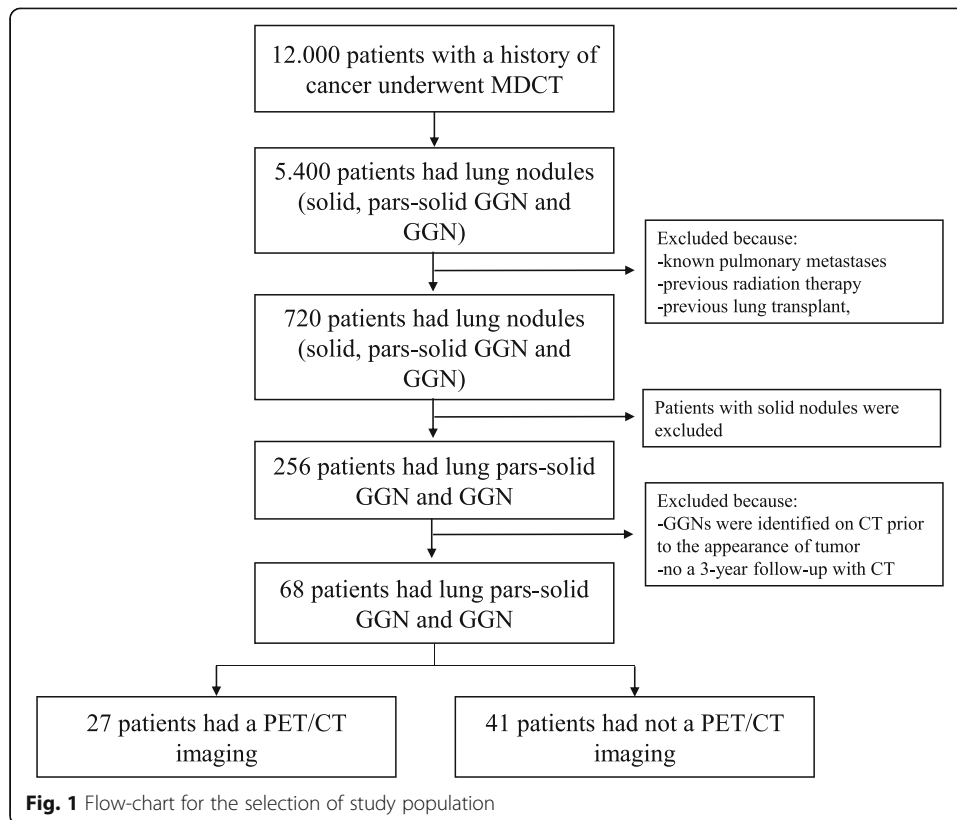 12.000 patients with a history of
cancer underwent MDCT
5.400 patients had lung nodules
(solid, pars-solid GGN and
GGN)
Excluded because:
-known pulmonary metastases
-previous radiation therapy
-previous lung transplant,
720 patients had lung nodules
(solid, pars-solid GGN and
GGN)
Patients with solid nodules were
excluded
256 patients had lung pars-solid
GGN and GGN
Excluded because:
-GGNs were identified on CT prior
to the appearance of tumor
-no a 3-year follow-up with CT
68 patients had lung pars-solid
GGN and GGN
27 patients had a PET/CT
imaging
41 patients had not a PET/CT
imaging
Fig. 1 Flow-chart for the selection of study population